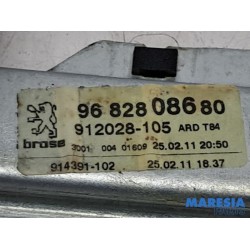 96 828 086 80
912028-105 ARD T84
brose
3001 004 01609 25.02.11 20:50
914391-102 25.02.11 18.37
MARESIA